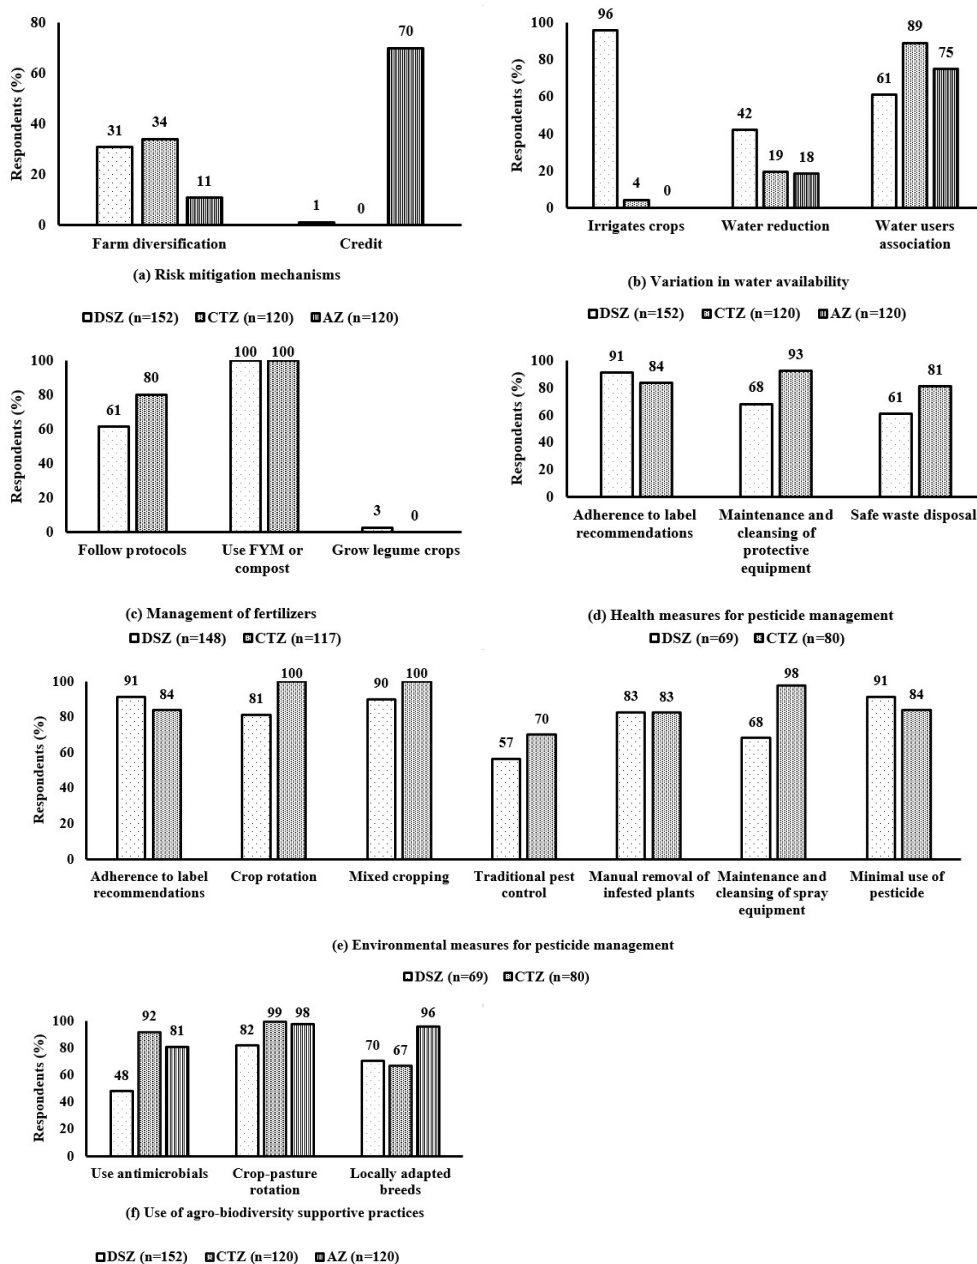 Respondents (%)
80
60
40
20
0
31
34
11
1
0
70
Farm diversification
Credit
(a) Risk mitigation mechanisms
DSZ (n=152) CTZ (n=120) AZ (n=120)
Respondents (%)
100
80
60
40
20
0
96
4
0
42
19
18
61
89
75
Irrigates crops
Water reduction
Water users
association
(b) Variation in water availability
DSZ (n=152) CTZ (n=120) AZ (n=120)
Respondents (%)
100
80
60
40
20
0
61
80
100
100
3
0
Follow protocols
Use FYM or
compost
Grow legume crops
(c) Management of fertilizers
DSZ (n=148) CTZ (n=117)
Respondents (%)
100
80
60
40
20
0
91
84
68
93
61
81
Adherence to label
recommendations
Maintenance and
cleansing of
protective
equipment
Safe waste disposal
(d) Health measures for pesticide management
DSZ (n=69) CTZ (n=80)
Respondents (%)
100
80
60
40
20
0
91
84
81
100
90
100
57
70
83
83
68
98
91
84
Adherence to label
recommendations
Crop rotation
Mixed cropping
Traditional pest
control
Manual removal of
infested plants
Maintenance and
cleansing of spray
equipment
Minimal use of
pesticide
(e) Environmental measures for pesticide management
DSZ (n=69) CTZ (n=80)
Respondents (%)
100
80
60
40
20
0
48
92
81
82
99
98
70
67
96
Use antimicrobials
Crop-pasture
rotation
Locally adapted
breeds
(f) Use of agro-biodiversity supportive practices
DSZ (n=152) CTZ (n=120) AZ (n=120)